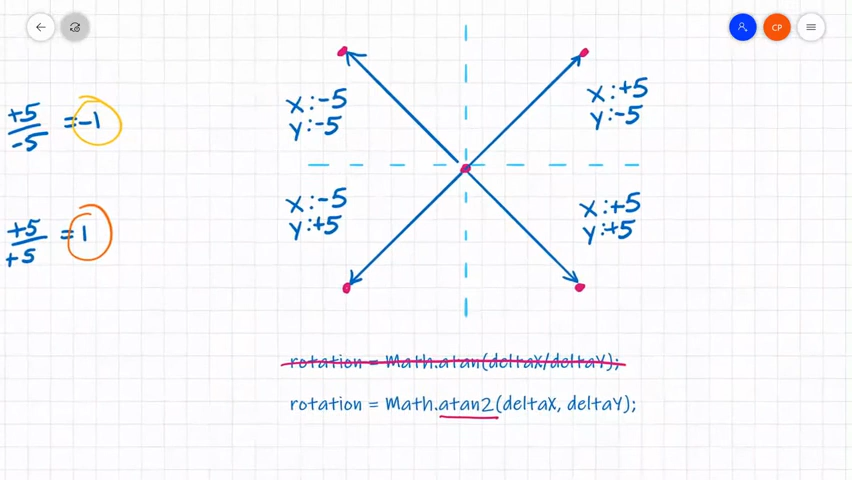 CP
+5
-5
=-1
+5
+5
=1
x:-5
y:-5
x:+5
y:-5
x:-5
y:+5
x:+5
y:+5
rotation = Math.atan(deltaX/deltaY);
rotation = Math.atan2(deltaX, deltaY);